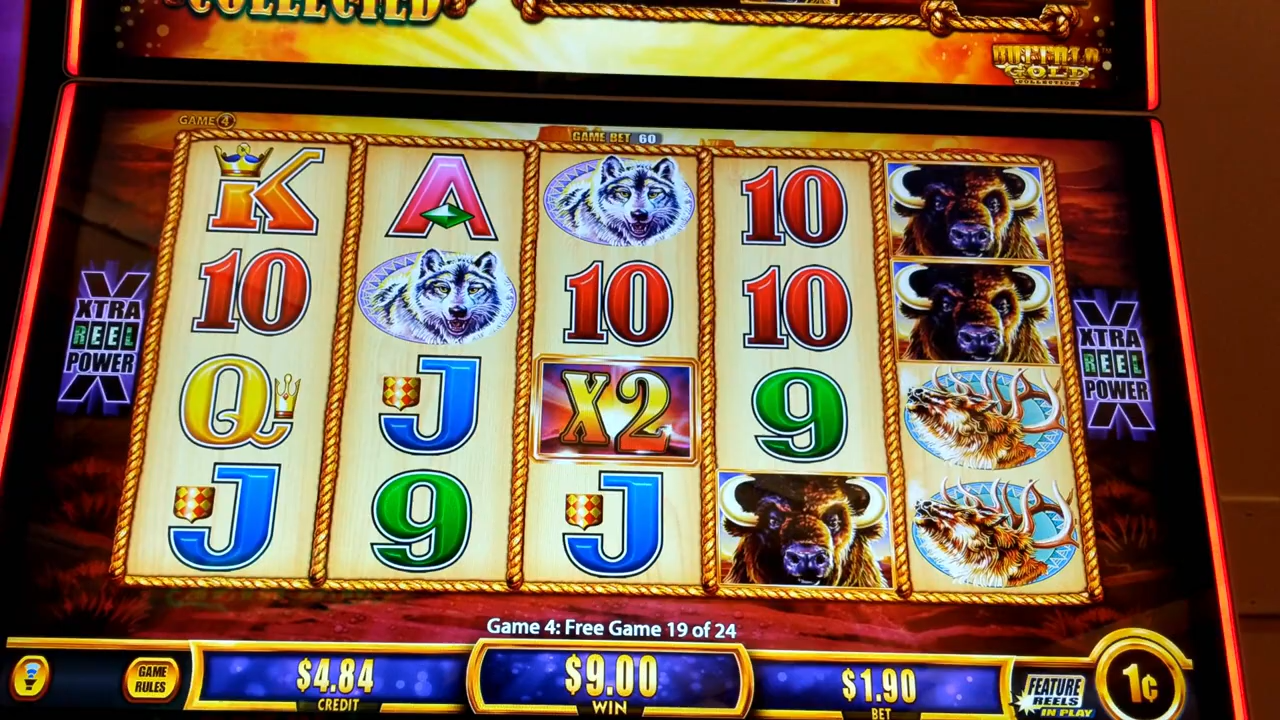 COLLECTED
BUFFALO
GOLD
COLLECTION
GAME 4
GAME BET 60
K A 10
10 10 10
Q J X2 9
J 9 J
XTRA
REEL
POWER
X
XTRA
REEL
POWER
X
Game 4: Free Game 19 of 24
GAME
RULES
$4.84
CREDIT
$9.00
WIN
$1.90
BET
FEATURE
REELS
IN PLAY
1¢